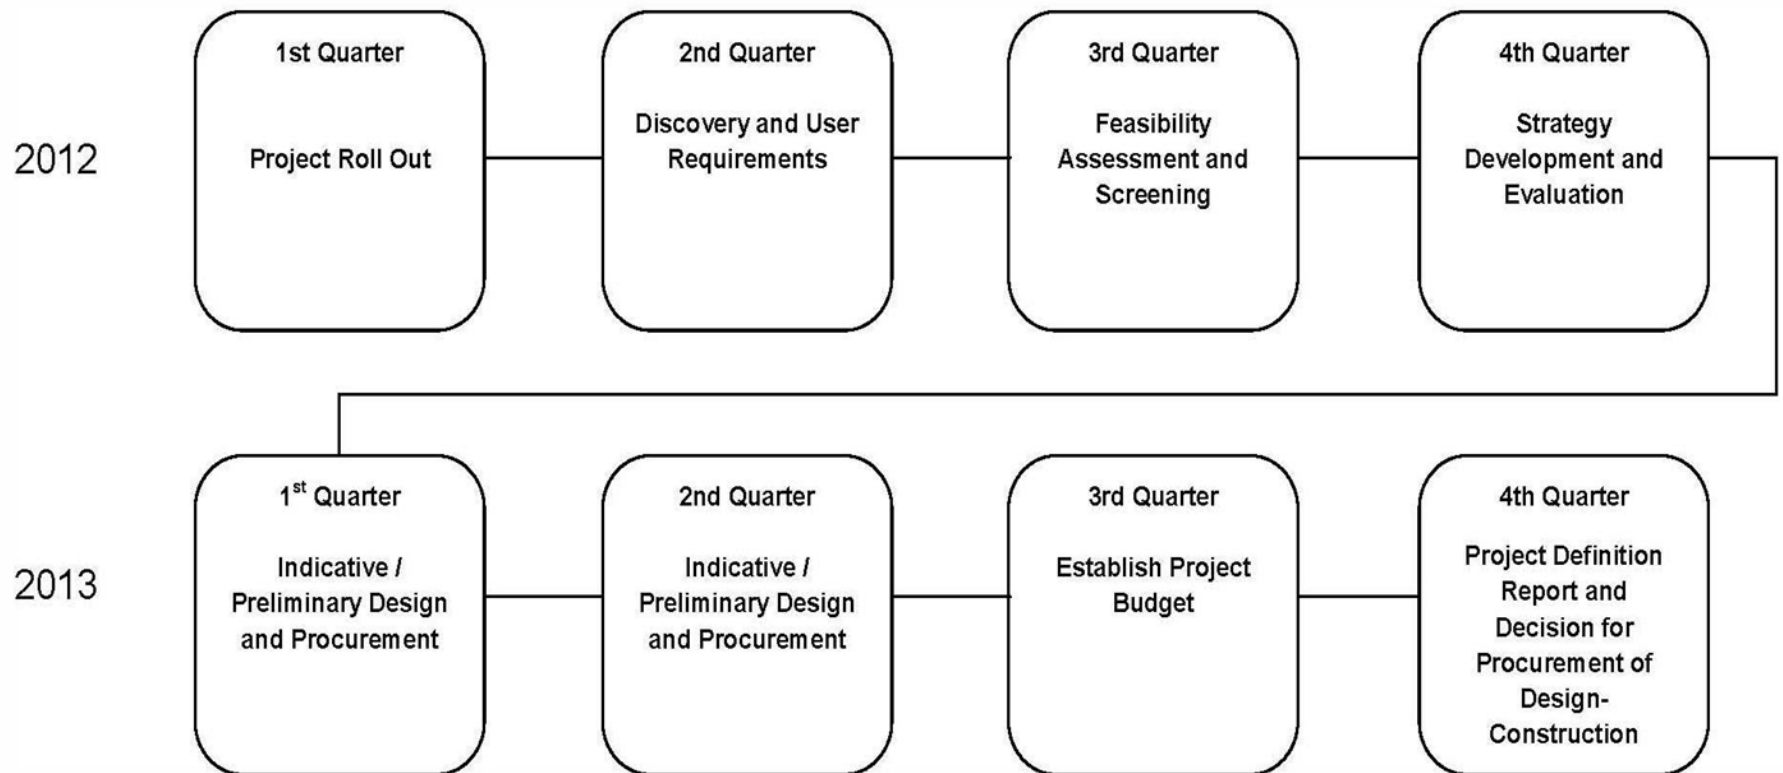 2012
1st Quarter
Project Roll Out
2nd Quarter
Discovery and User
Requirements
3rd Quarter
Feasibility
Assessment and
Screening
4th Quarter
Strategy
Development and
Evaluation
2013
1st Quarter
Indicative /
Preliminary Design
and Procurement
2nd Quarter
Indicative /
Preliminary Design
and Procurement
3rd Quarter
Establish Project
Budget
4th Quarter
Project Definition
Report and
Decision for
Procurement of
Design-
Construction